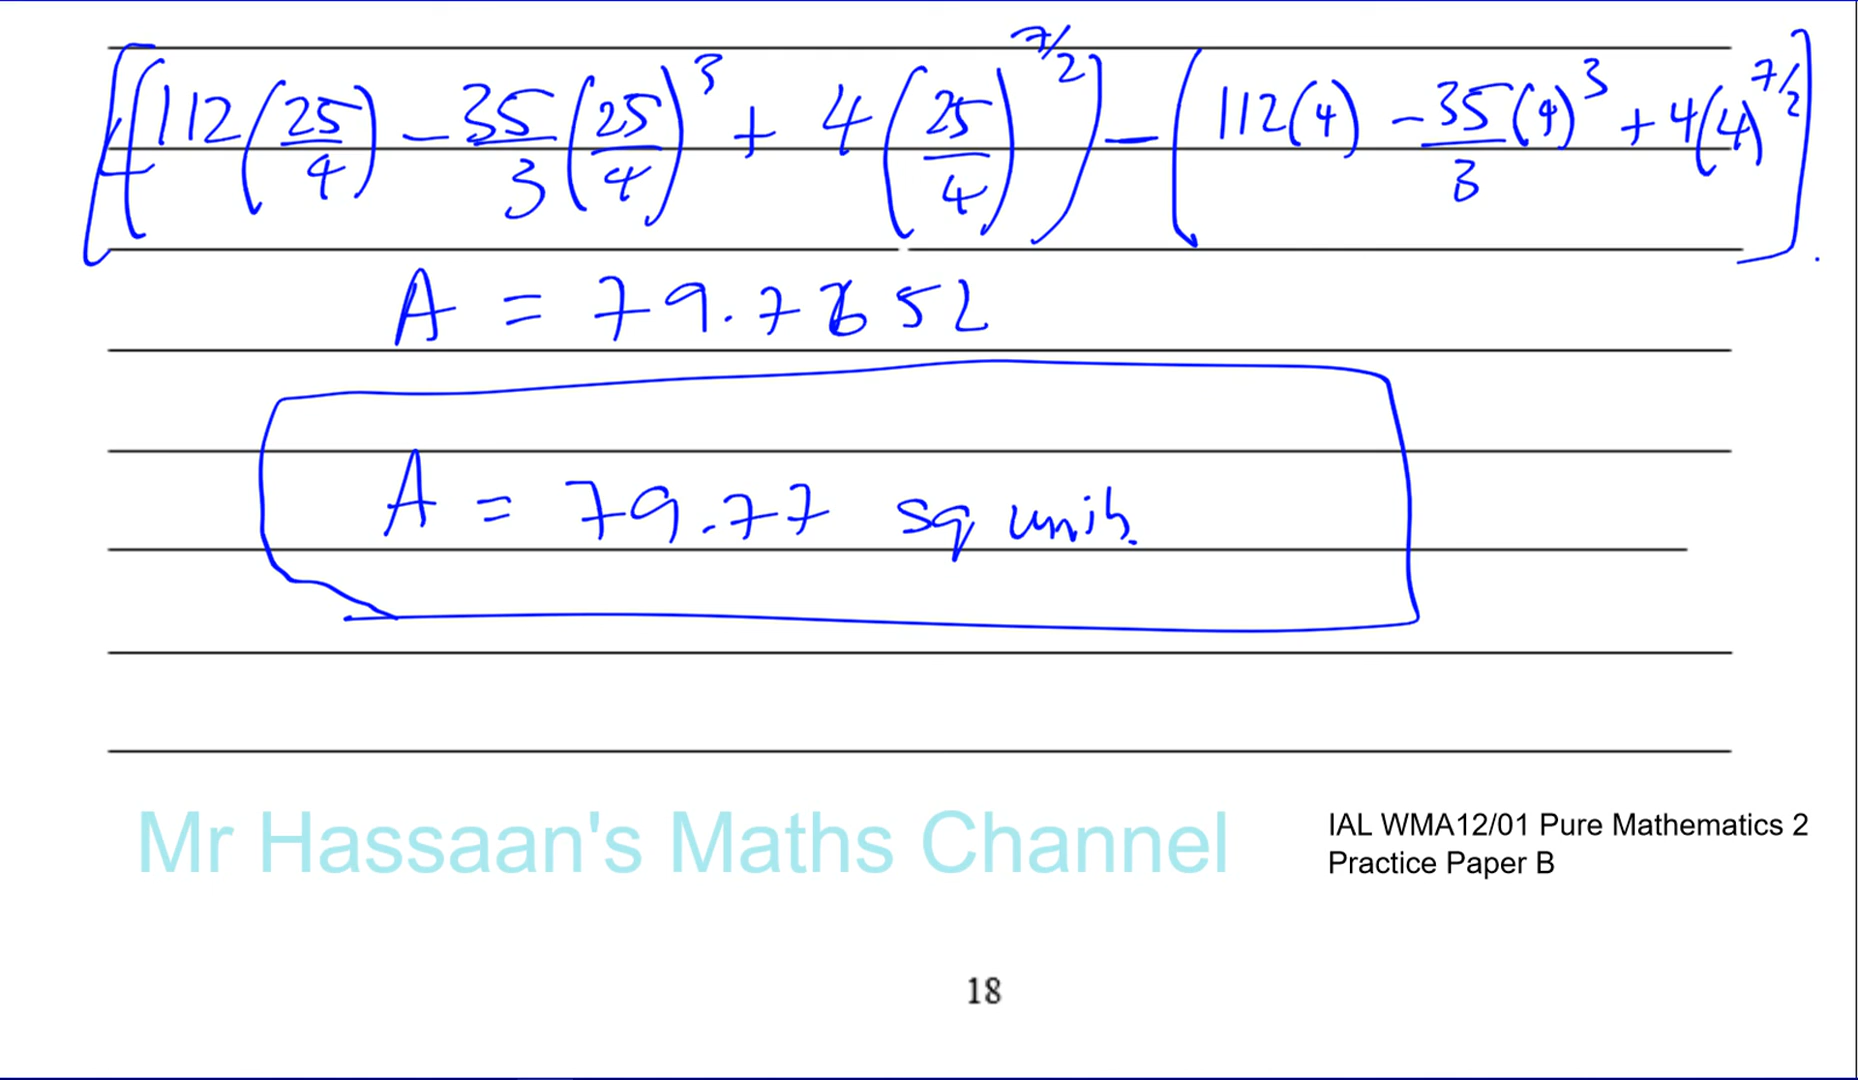 [(112(25/4) - 35/3(25/4)^3 + 4(25/4)^7/2) - (112(4) - 35/3(4)^3 + 4(4)^7/2)].
A = 79.7652
A = 79.77 sq units.
Mr Hassaan's Maths Channel
IAL WMA12/01 Pure Mathematics 2
Practice Paper B
18